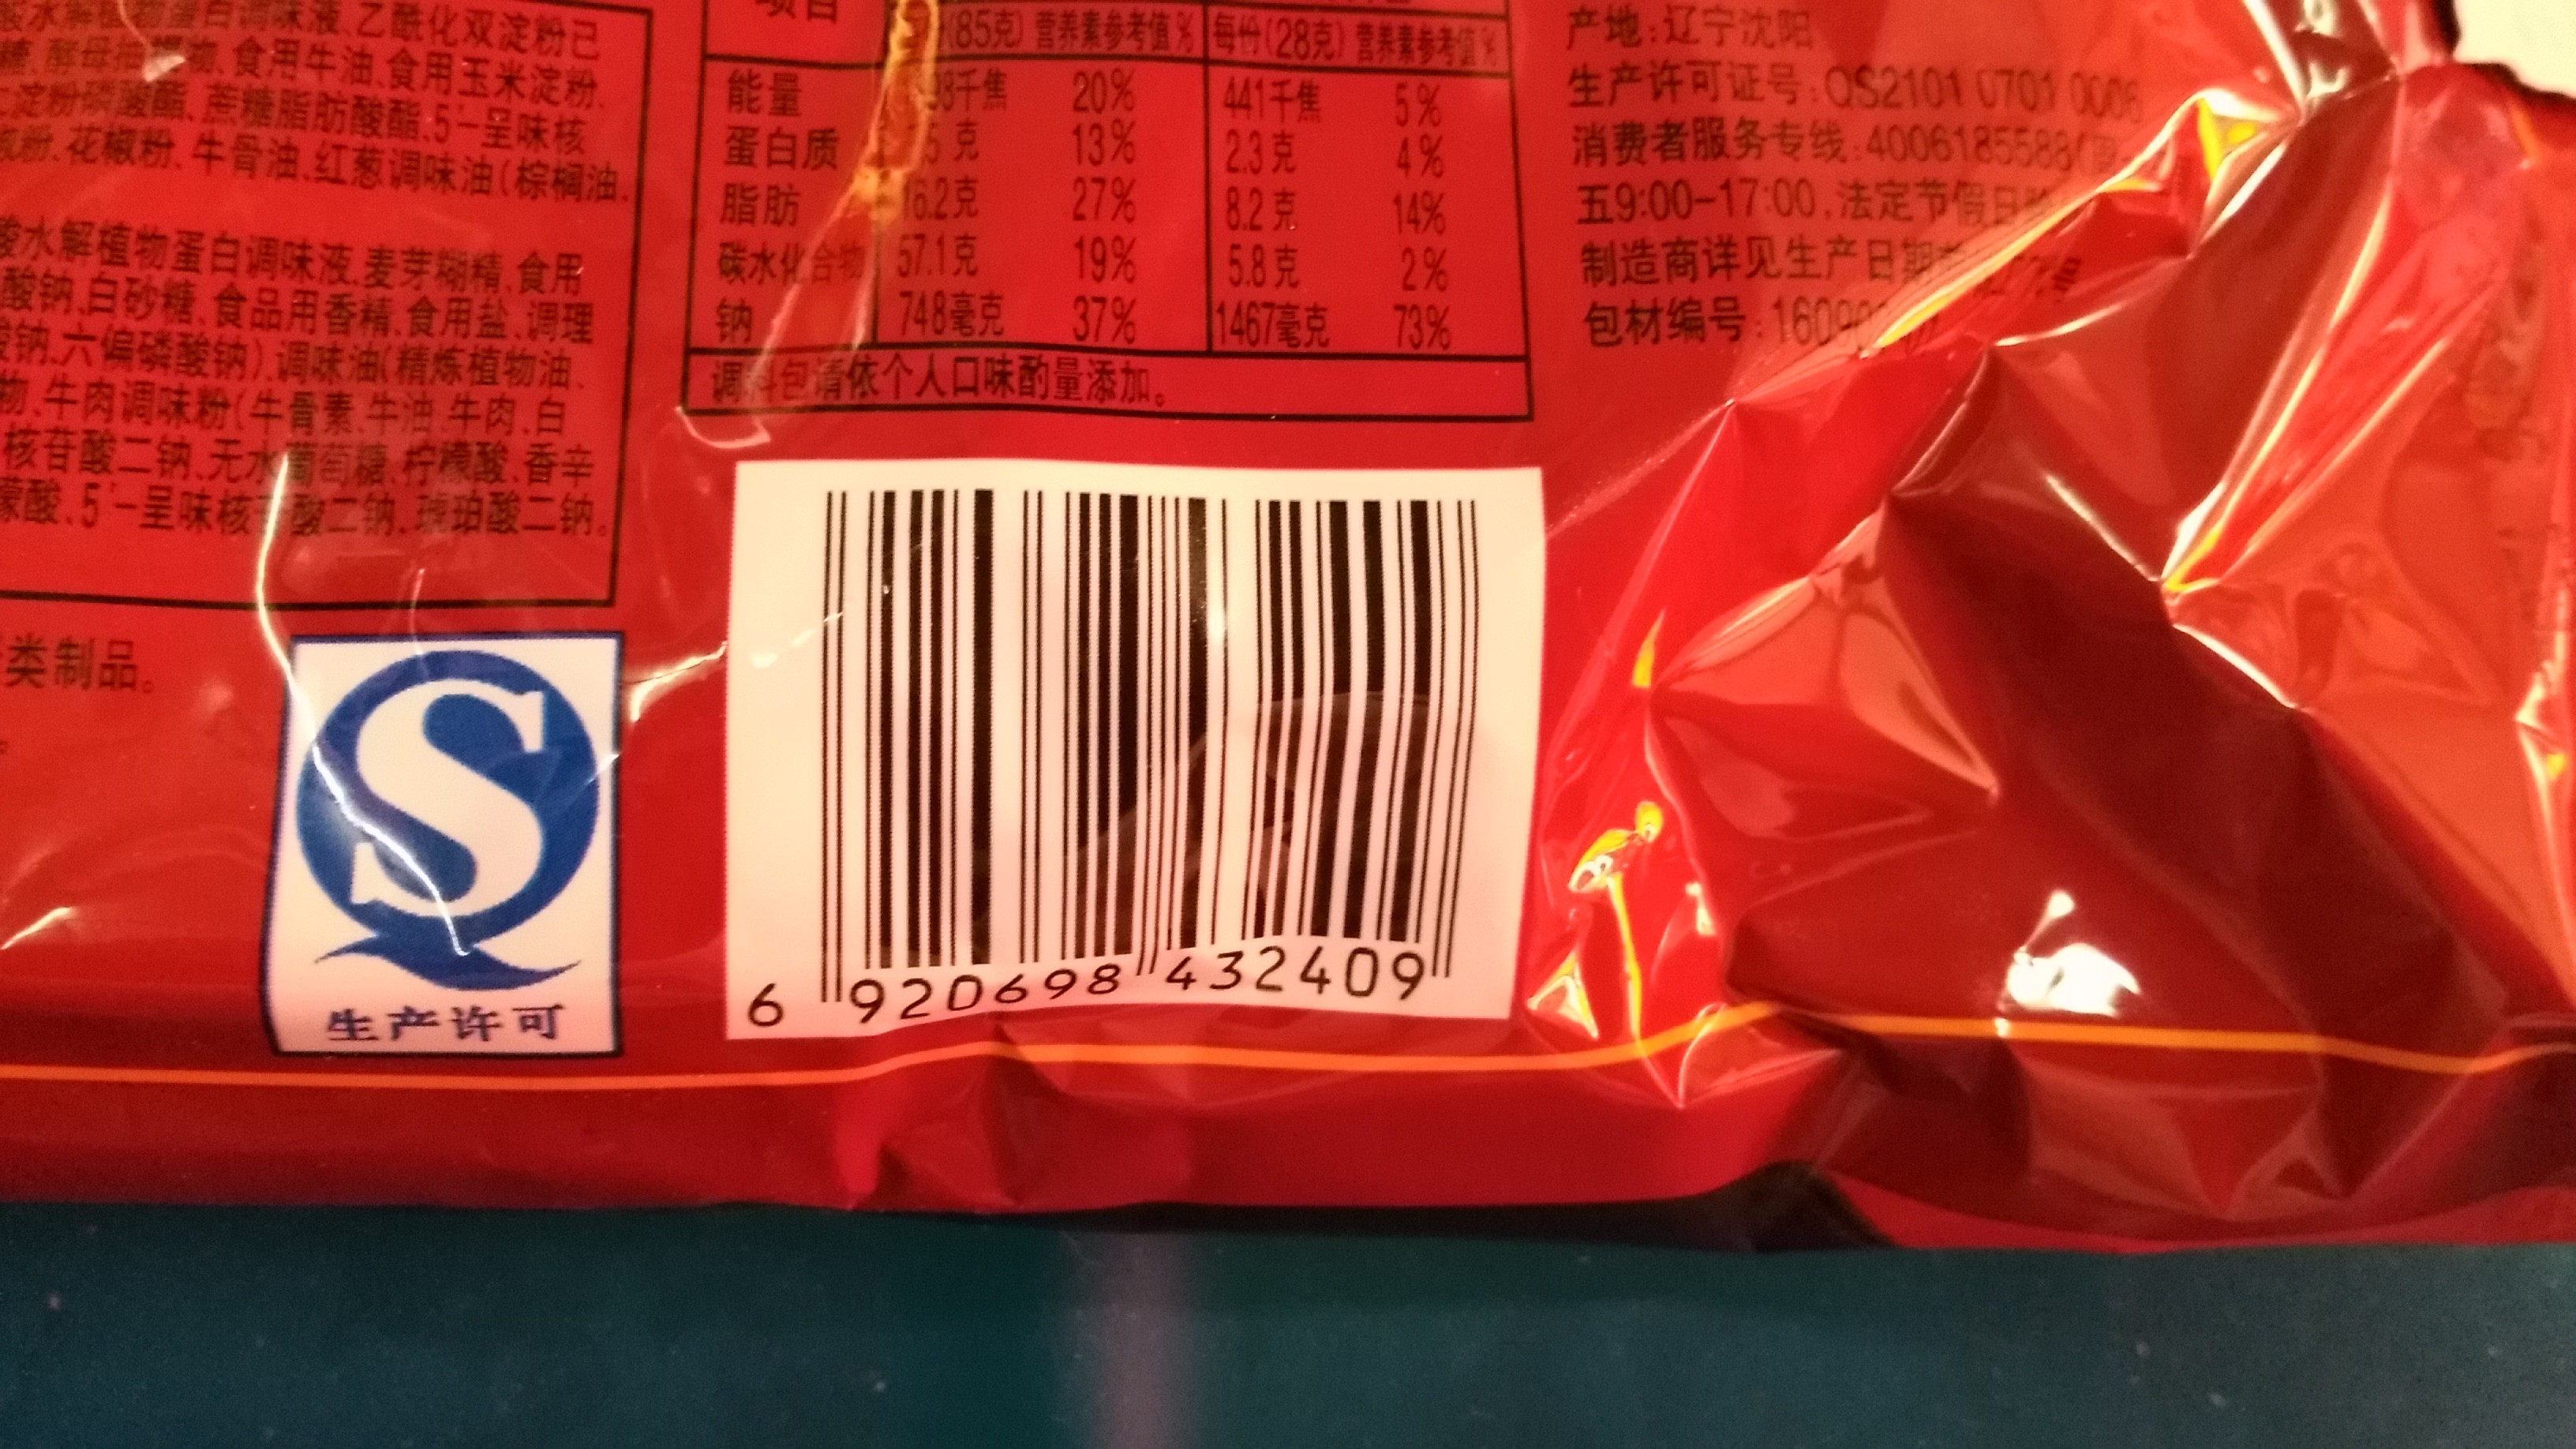 调味液、乙酰化双淀粉已
食用牛油、食用玉米淀粉、
蔗糖脂肪酸酯、5'-呈味核
花椒粉、牛骨油、红葱调味油(棕榈油、
酸水解植物蛋白调味液、麦芽糊精、食用
酸钠、白砂糖、食品用香精、食用盐、调理
六偏磷酸钠)、调味油(精炼植物油、
物、牛肉调味粉(牛骨素、牛油、牛肉、白
核苷酸二钠、无水葡萄糖、柠檬酸、香辛
5'-呈味核苷酸二钠、琥珀酸二钠。
类制品。
生产许可
项目 (85克) 营养素参考值% 每份(28克) 营养素参考值%
能量 千焦 20% 441千焦 5%
蛋白质 克 13% 2.3克 4%
脂肪 克 27% 8.2克 14%
碳水化合物 57.1克 19% 5.8克 2%
钠 748毫克 37% 1467毫克 73%
调料包请依个人口味酌量添加。
6 920698 432409
产地:辽宁沈阳
生产许可证号:QS2101 0701 0006
消费者服务专线:4006185588
五9:00-17:00,法定节假日
制造商详见生产日期
包材编号:1609